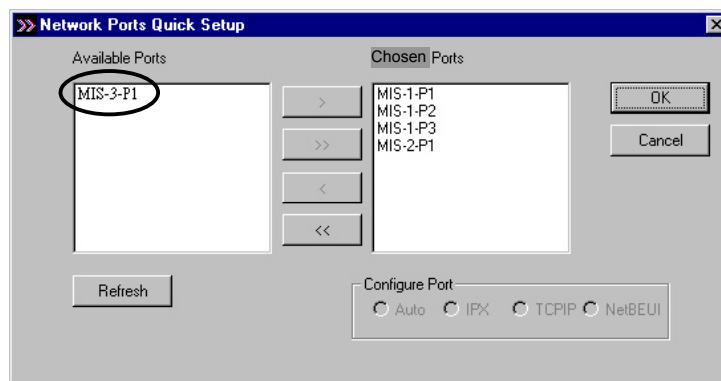 Network Ports Quick Setup
Available Ports
Chosen Ports
MIS-3-P1
MIS-1-P1
MIS-1-P2
MIS-1-P3
MIS-2-P1
>
>>
<
<<
OK
Cancel
Refresh
Configure Port
Auto IPX TCPIP NetBEUI